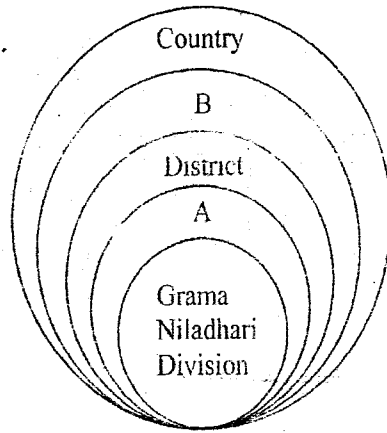 Country
B
District
A
Grama
Niladhari
Division